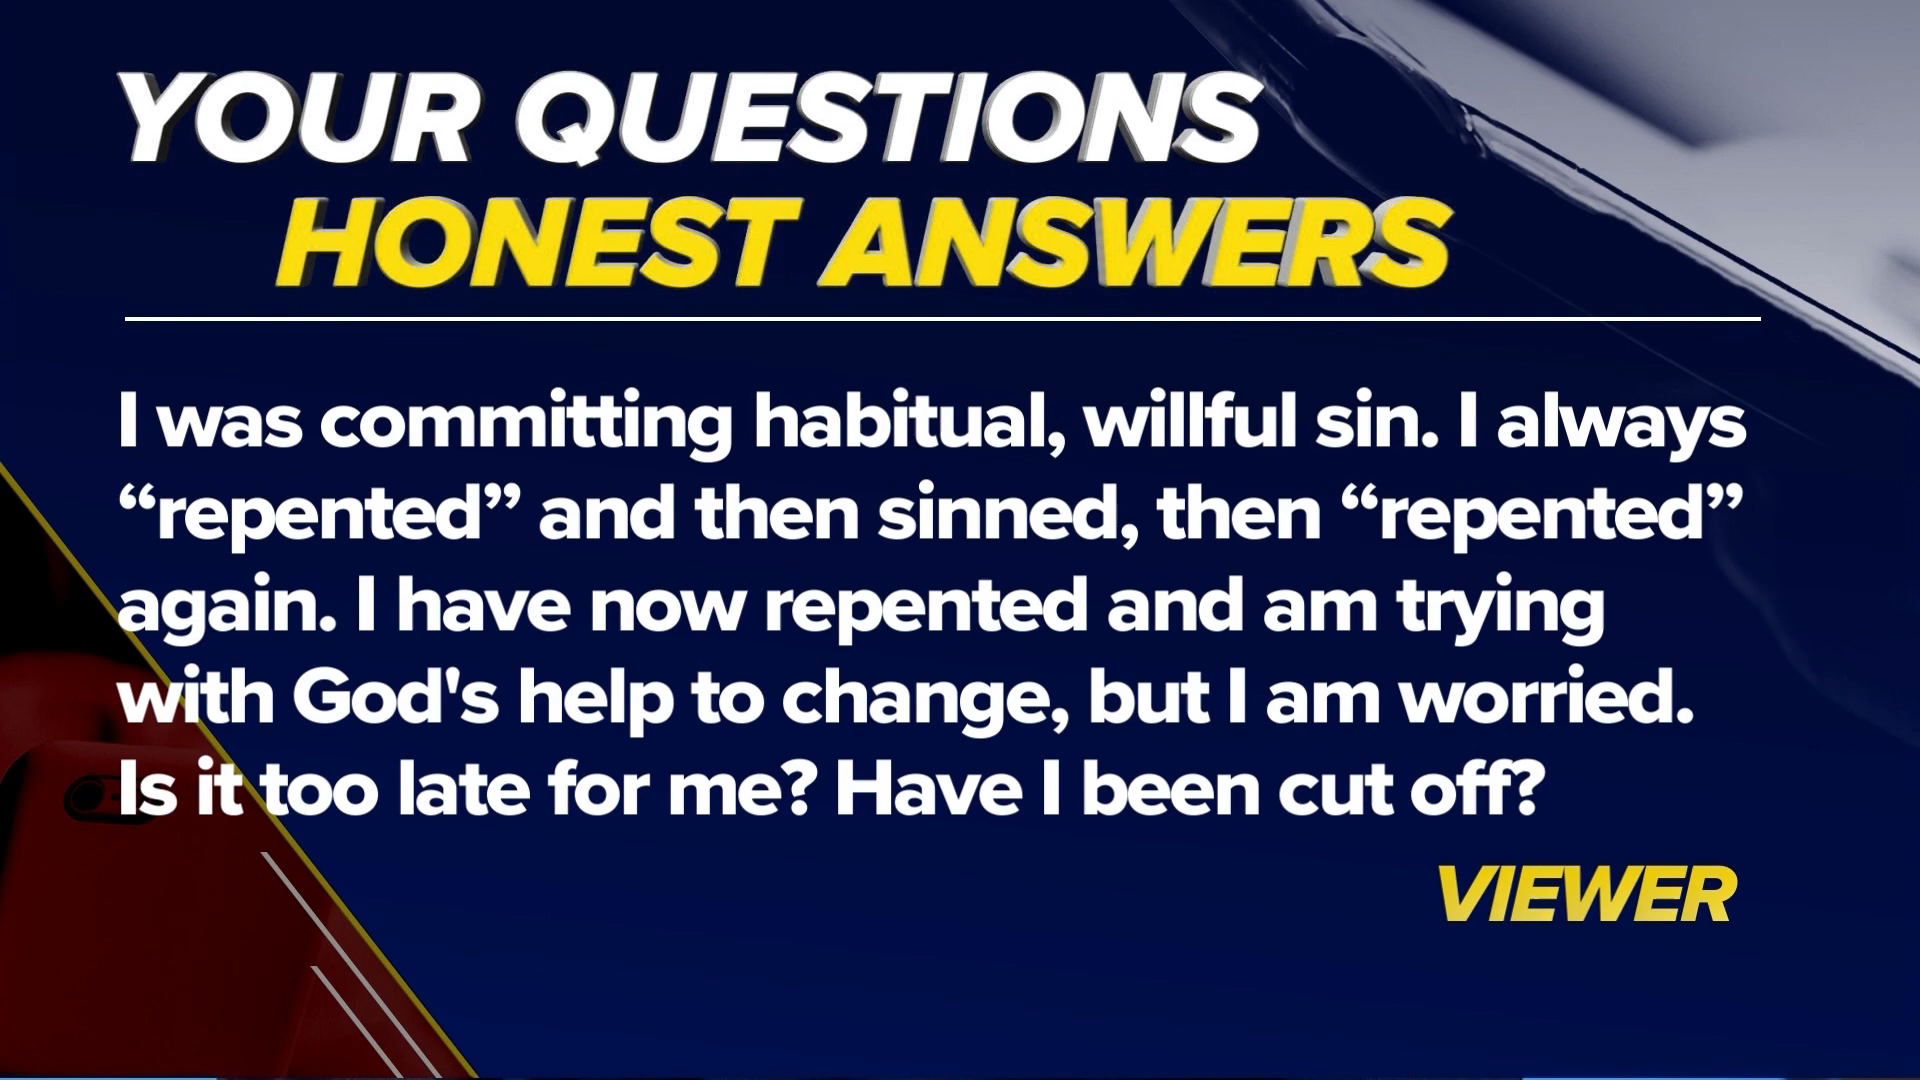 YOUR QUESTIONS
HONEST ANSWERS
I was committing habitual, willful sin. I always
“repented” and then sinned, then “repented”
again. I have now repented and am trying
with God's help to change, but I am worried.
Is it too late for me? Have I been cut off?
VIEWER